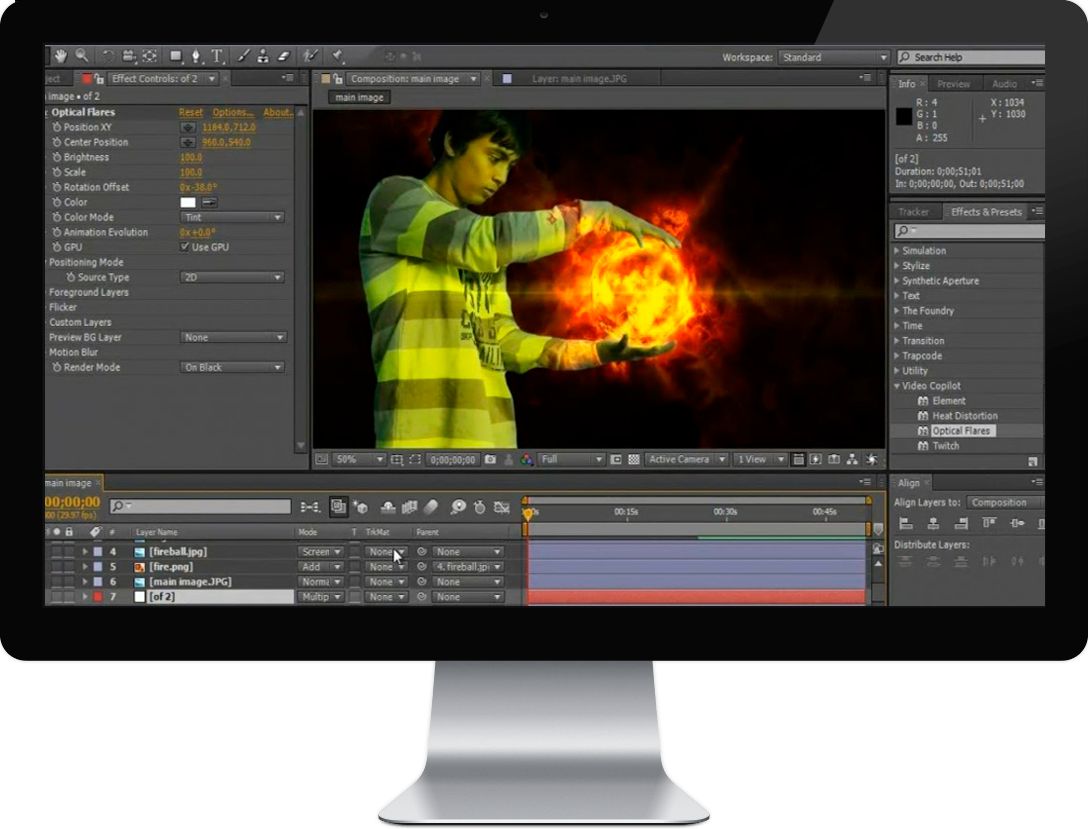 Workspace: Standard
Search Help
Effect Controls: of 2
image • of 2
Optical Flares Reset Options... About...
Position XY 1184.0,712.0
Center Position 960.0,540.0
Brightness 100.0
Scale 100.0
Rotation Offset 0x-38.0°
Color
Color Mode Tint
Animation Evolution 0x+0.0°
GPU Use GPU
Positioning Mode
Source Type 2D
Foreground Layers
Flicker
Custom Layers
Preview BG Layer None
Motion Blur
Render Mode On Black
Composition: main image
Layer: main image.JPG
main image
50%
0;00;00;00
Full
Active Camera
1 View
Info Preview Audio
R: 4 X: 1034
G: 1 Y: 1030
B: 0
A: 255
[of 2]
Duration: 0;00;51;01
In: 0;00;00;00, Out: 0;00;51;00
Tracker Effects & Presets
Simulation
Stylize
Synthetic Aperture
Text
The Foundry
Time
Transition
Trapcode
Utility
Video Copilot
Element
Heat Distortion
Optical Flares
Twitch
main image
00;00;00
(29.97 fps)
# Layer Name Mode T TrkMat Parent
4 [fireball.jpg] Screen None None
5 [fire.png] Add None 4. fireball.jp
6 [main image.JPG] Norma None None
7 [of 2] Multip None None
00:15s 00:30s 00:45s
Align
Align Layers to: Composition
Distribute Layers: